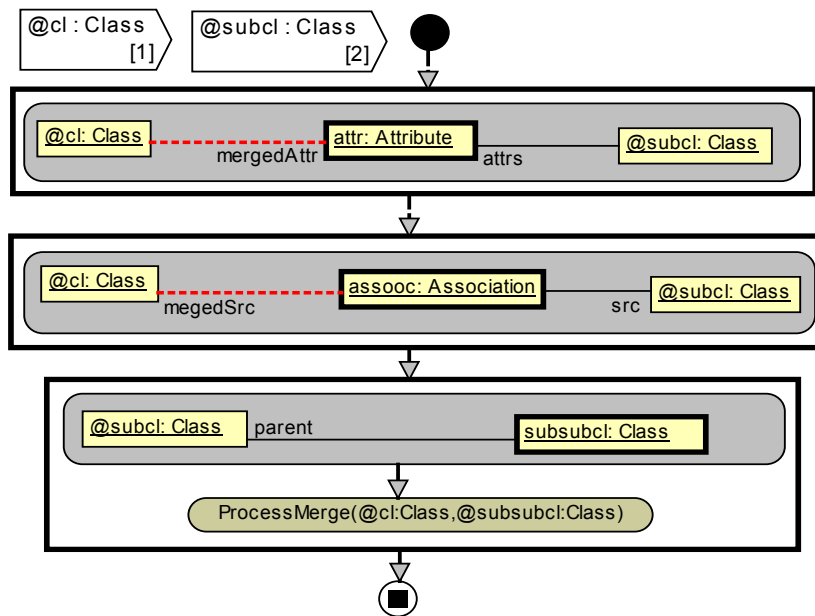 @cl : Class
[1]
@subcl : Class
[2]
@cl: Class
mergedAttr
attr: Attribute
attrs
@subcl: Class
@cl: Class
megedSrc
assooc: Association
src
@subcl: Class
@subcl: Class
parent
subsubcl: Class
ProcessMerge(@cl:Class,@subsubcl:Class)